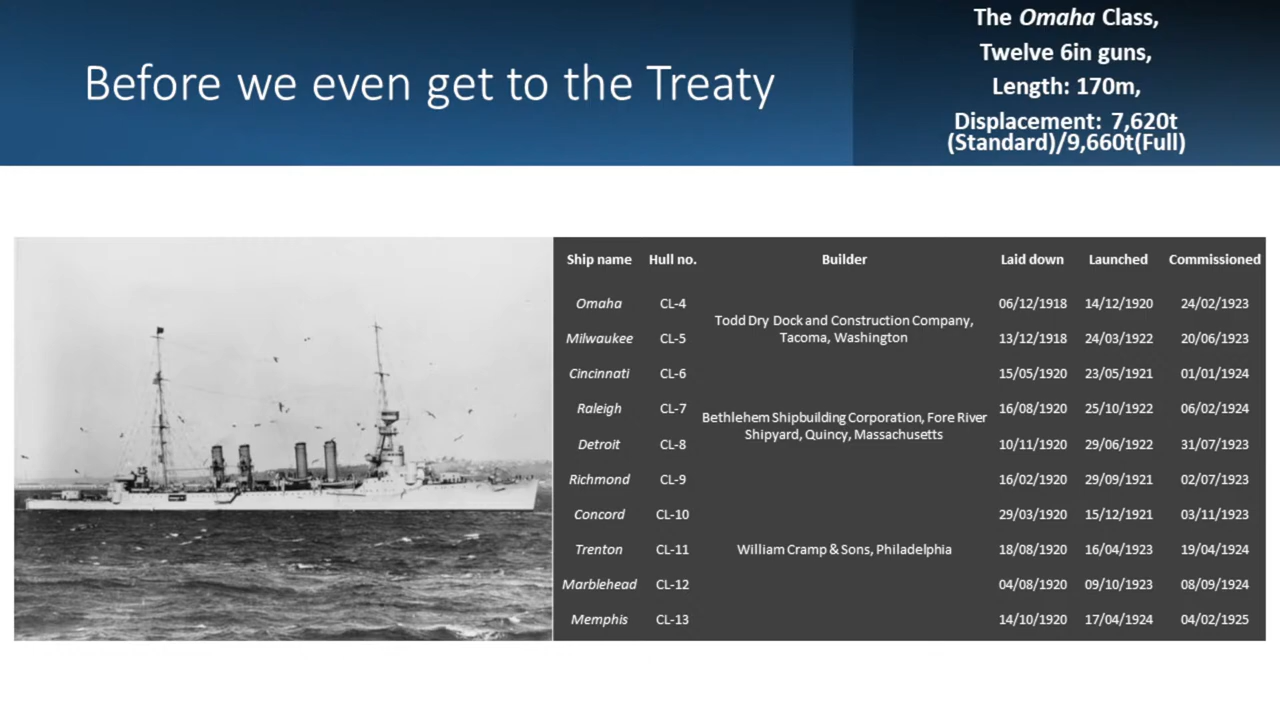 Before we even get to the Treaty
The Omaha Class,
Twelve 6in guns,
Length: 170m,
Displacement: 7,620t
(Standard)/9,660t(Full)
Ship name Hull no. Builder Laid down Launched Commissioned
Omaha CL-4 06/12/1918 14/12/1920 24/02/1923
Todd Dry Dock and Construction Company,
Tacoma, Washington
Milwaukee CL-5 13/12/1918 24/03/1922 20/06/1923
Cincinnati CL-6 15/05/1920 23/05/1921 01/01/1924
Raleigh CL-7 16/08/1920 25/10/1922 06/02/1924
Bethlehem Shipbuilding Corporation, Fore River
Shipyard, Quincy, Massachusetts
Detroit CL-8 10/11/1920 29/06/1922 31/07/1923
Richmond CL-9 16/02/1920 29/09/1921 02/07/1923
Concord CL-10 29/03/1920 15/12/1921 03/11/1923
Trenton CL-11 William Cramp & Sons, Philadelphia 18/08/1920 16/04/1923 19/04/1924
Marblehead CL-12 04/08/1920 09/10/1923 08/09/1924
Memphis CL-13 14/10/1920 17/04/1924 04/02/1925